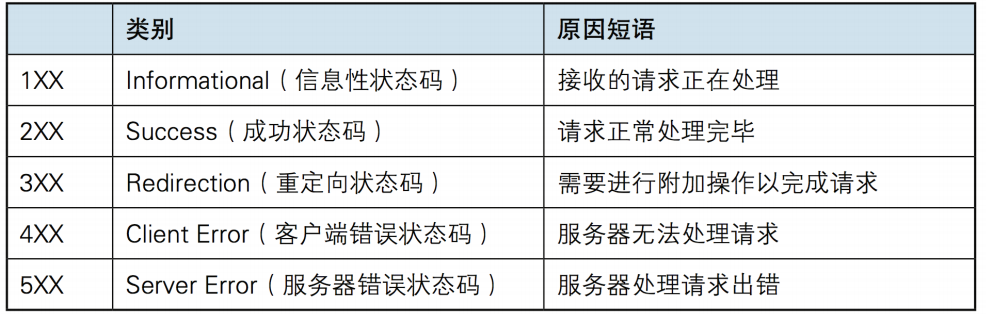 类别 原因短语
1XX Informational（信息性状态码） 接收的请求正在处理
2XX Success（成功状态码） 请求正常处理完毕
3XX Redirection（重定向状态码） 需要进行附加操作以完成请求
4XX Client Error（客户端错误状态码） 服务器无法处理请求
5XX Server Error（服务器错误状态码） 服务器处理请求出错